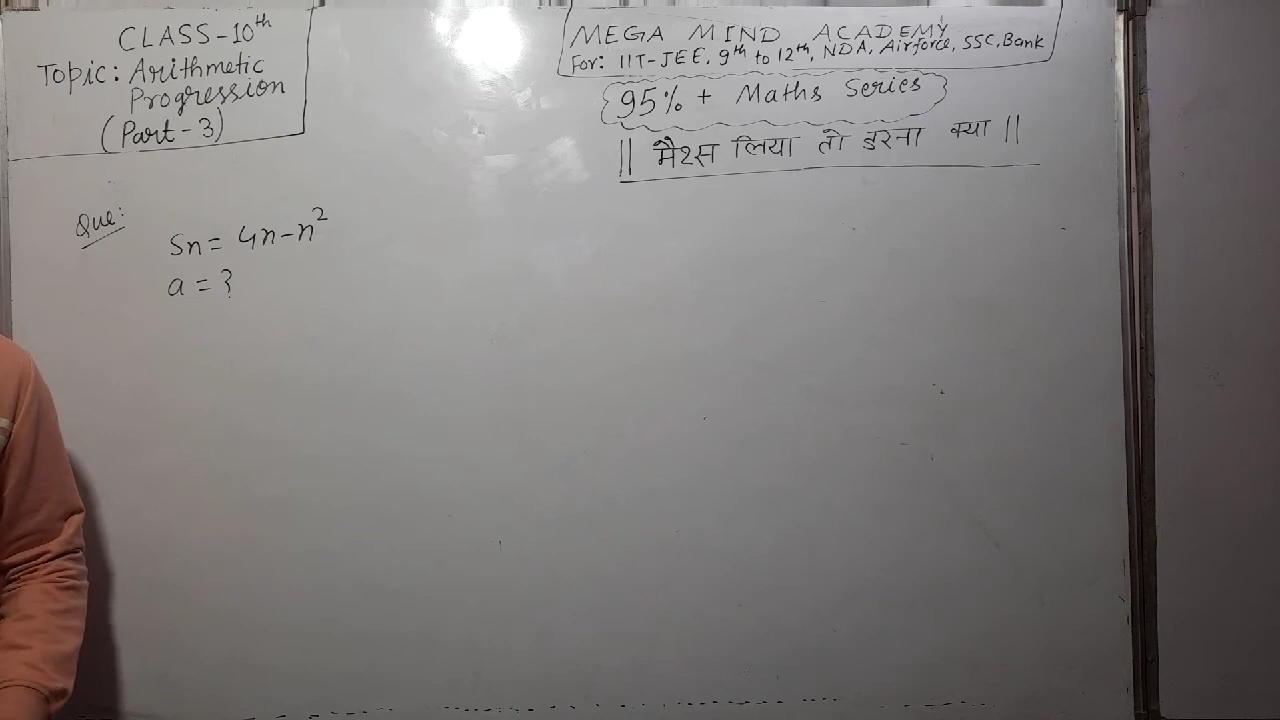 CLASS-10th
Topic: Arithmetic
Progression
(Part-3)
MEGA MIND ACADEMY
For: IIT-JEE, 9th to 12th, NDA, Airforce, SSC, Bank
95% + Maths Series
|| मैथ्स लिया तो डरना क्या ||
Que:
Sn = 4n-n²
a = ?